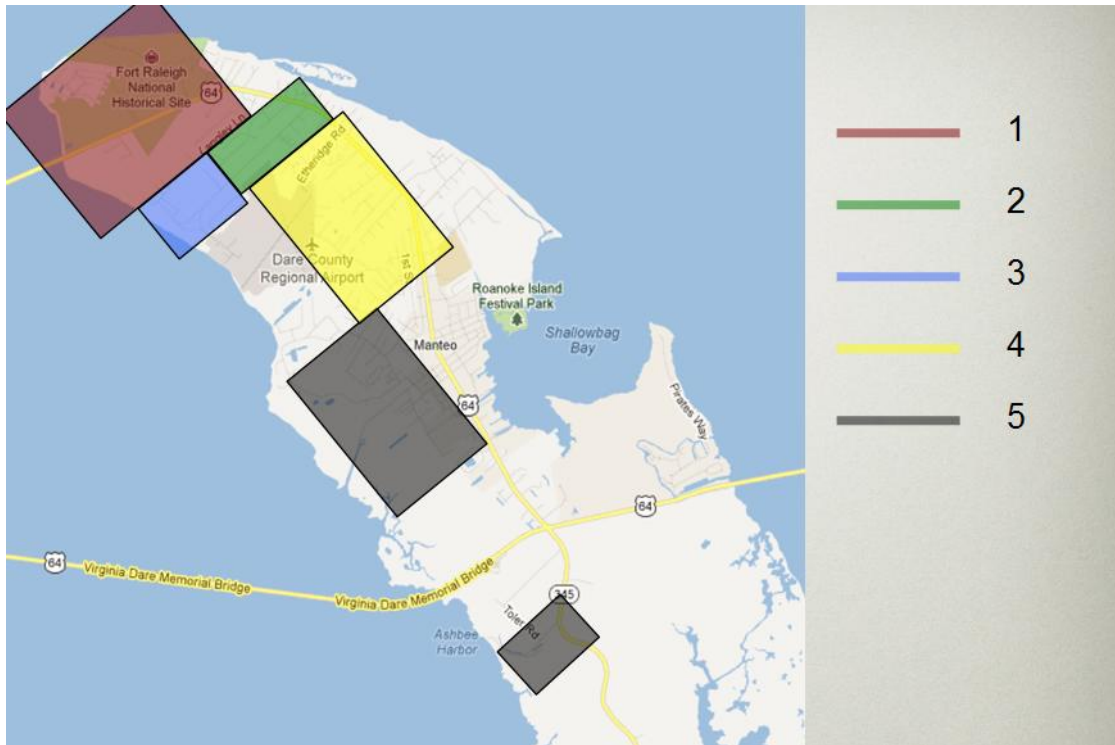 Fort Raleigh
National
Historical Site
64
Langley Ln
Etheridge Rd
Dare County
Regional Airport
1st S
Roanoke Island
Festival Park
Shallowbag
Bay
Manteo
64
Pirates Way
64
64
Virginia Dare Memorial Bridge
Virginia Dare Memorial Bridge
345
Toler Rd
Ashbee
Harbor
1
2
3
4
5